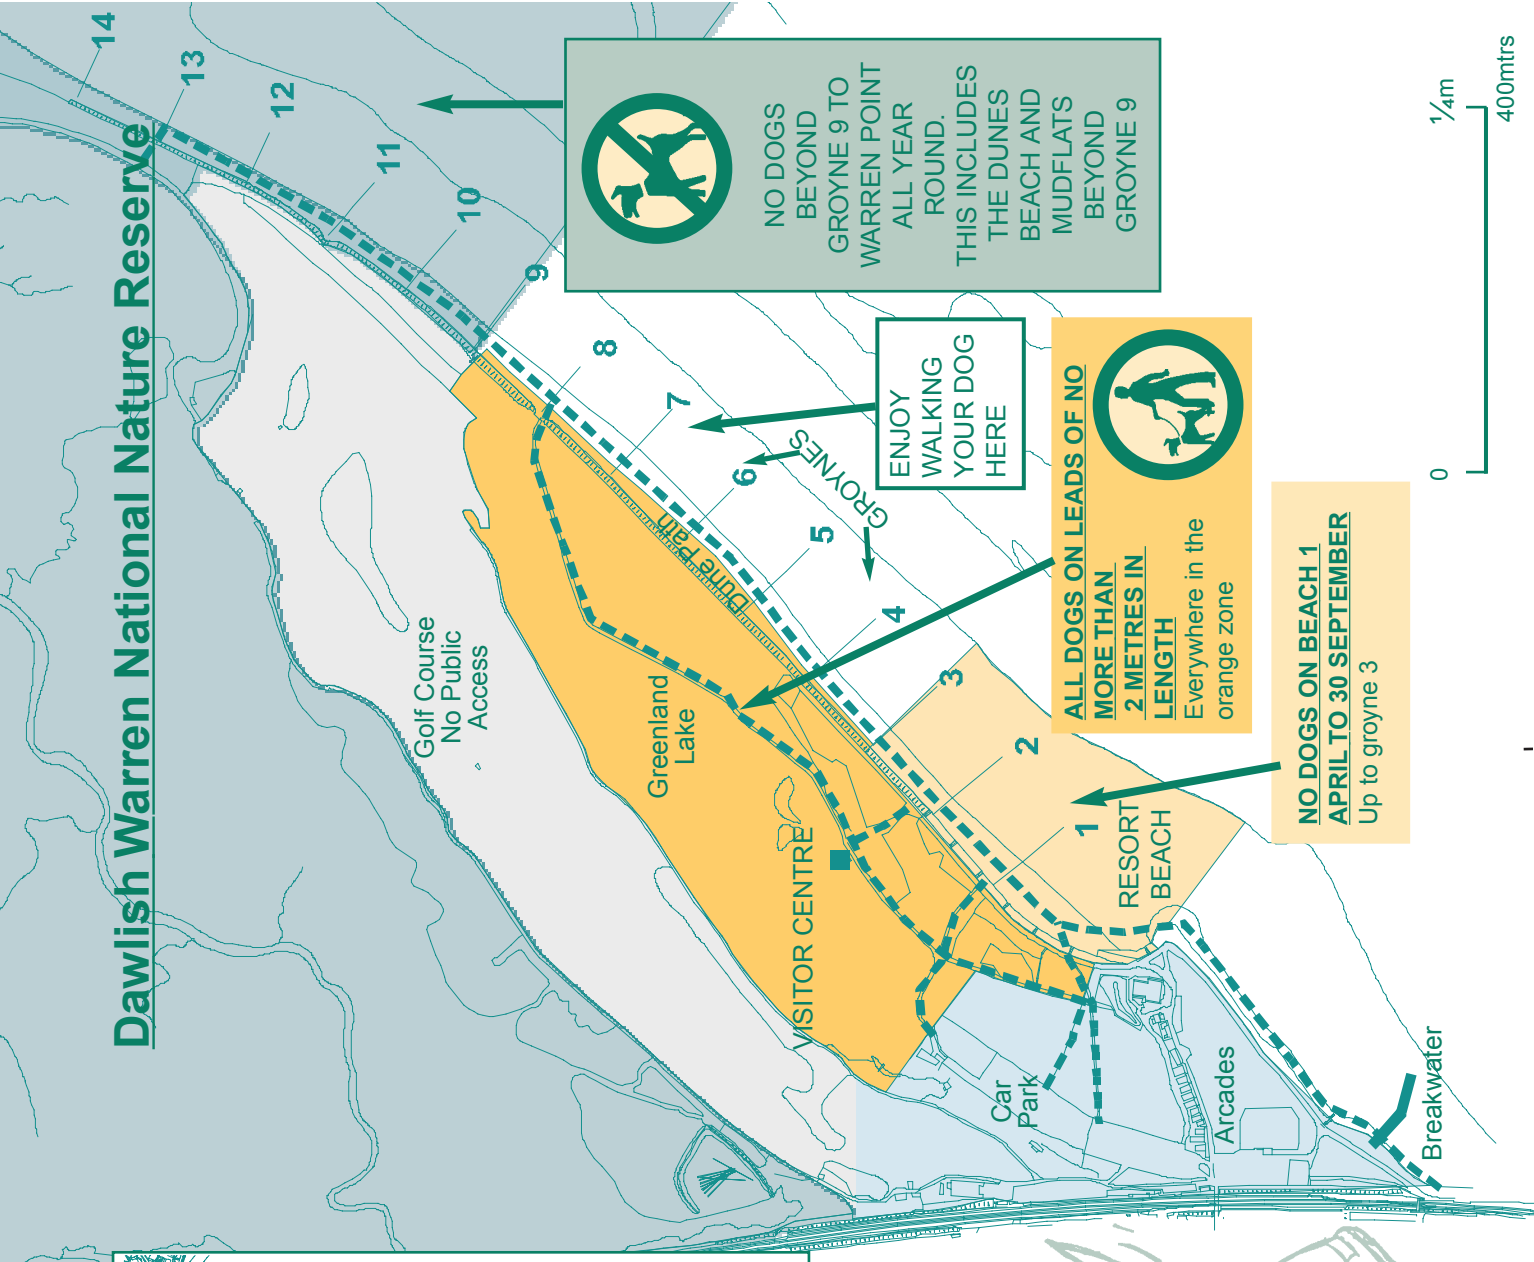 Dawlish Warren National Nature Reserve
14
13
12
11
10
9
8
7
6
5
4
3
2
1
NO DOGS
BEYOND
GROYNE 9 TO
WARREN POINT
ALL YEAR
ROUND.
THIS INCLUDES
THE DUNES
BEACH AND
MUDFLATS
BEYOND
GROYNE 9
ENJOY
WALKING
YOUR DOG
HERE
GROYNES
Dune Path
Golf Course
No Public
Access
Greenland
Lake
VISITOR CENTRE
ALL DOGS ON LEADS OF NO
MORE THAN
2 METRES IN
LENGTH
Everywhere in the
orange zone
NO DOGS ON BEACH 1
APRIL TO 30 SEPTEMBER
Up to groyne 3
RESORT
BEACH
Car
Park
Arcades
Breakwater
0
¼m
400mtrs